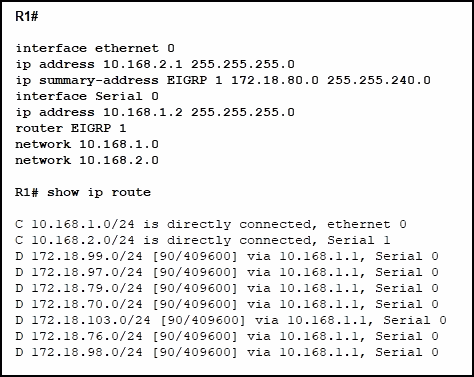 R1#
interface ethernet 0
ip address 10.168.2.1 255.255.255.0
ip summary-address EIGRP 1 172.18.80.0 255.255.240.0
interface Serial 0
ip address 10.168.1.2 255.255.255.0
router EIGRP 1
network 10.168.1.0
network 10.168.2.0
R1# show ip route
C 10.168.1.0/24 is directly connected, ethernet 0
C 10.168.2.0/24 is directly connected, Serial 1
D 172.18.99.0/24 [90/409600] via 10.168.1.1, Serial 0
D 172.18.97.0/24 [90/409600] via 10.168.1.1, Serial 0
D 172.18.79.0/24 [90/409600] via 10.168.1.1, Serial 0
D 172.18.70.0/24 [90/409600] via 10.168.1.1, Serial 0
D 172.18.103.0/24 [90/409600] via 10.168.1.1, Serial 0
D 172.18.76.0/24 [90/409600] via 10.168.1.1, Serial 0
D 172.18.98.0/24 [90/409600] via 10.168.1.1, Serial 0